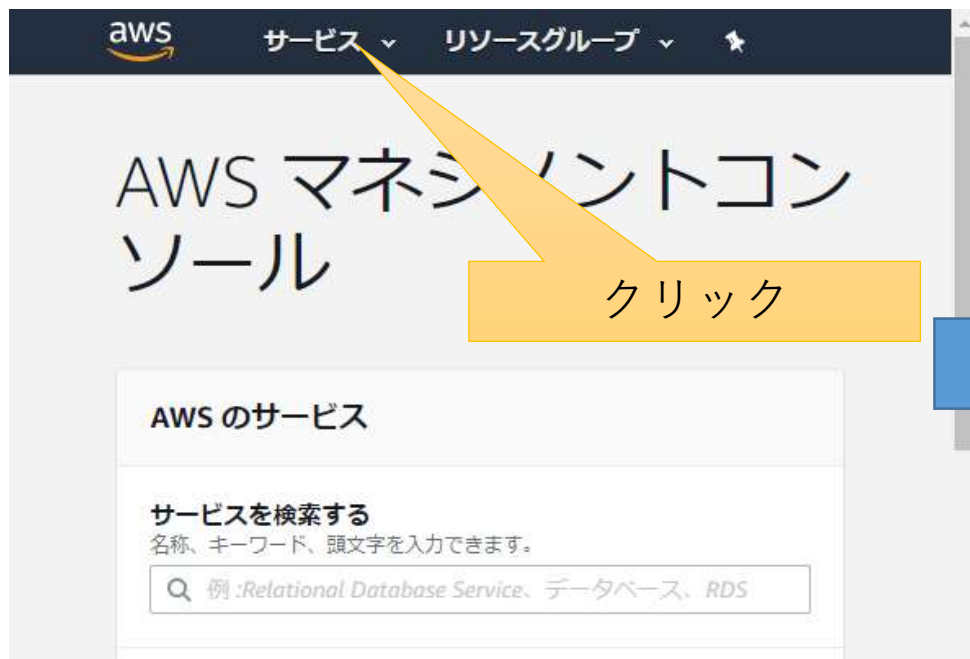 aws サービス リソースグループ
AWS マネジメントコン
ソール
クリック
AWS のサービス
サービスを検索する
名称、キーワード、頭文字を入力できます。
例 :Relational Database Service、データベース、RDS